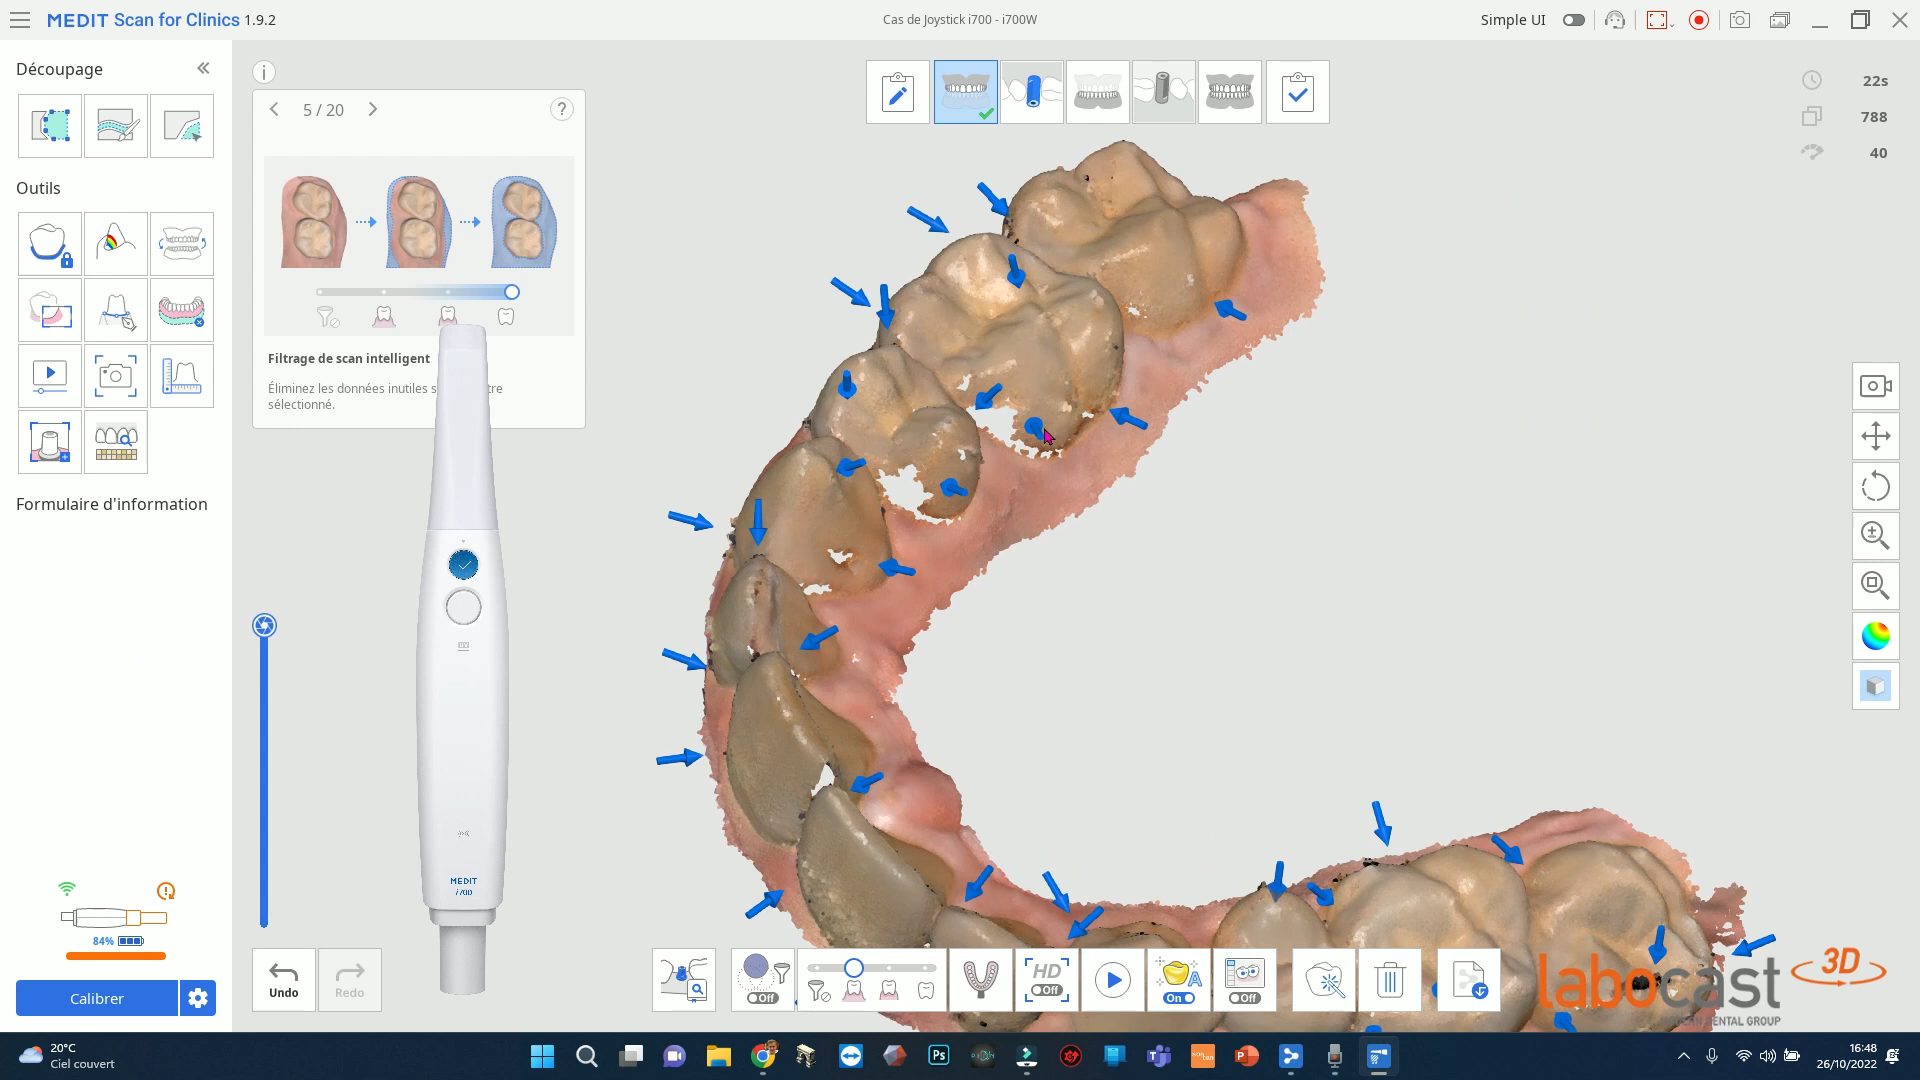 MEDIT Scan for Clinics 1.9.2
Cas de Joystick i700 - i700W
Simple UI
Découpage
Outils
Formulaire d'information
84%
Calibrer
5 / 20
?
Filtrage de scan intelligent
Éliminez les données inutiles s tre
sélectionné.
MEDIT
i700
22s
788
40
Undo
Redo
Off
HD
Off
A
On
Off
labocast 3D
DENTAL GROUP
20°C
Ciel couvert
Ps
16:48
26/10/2022